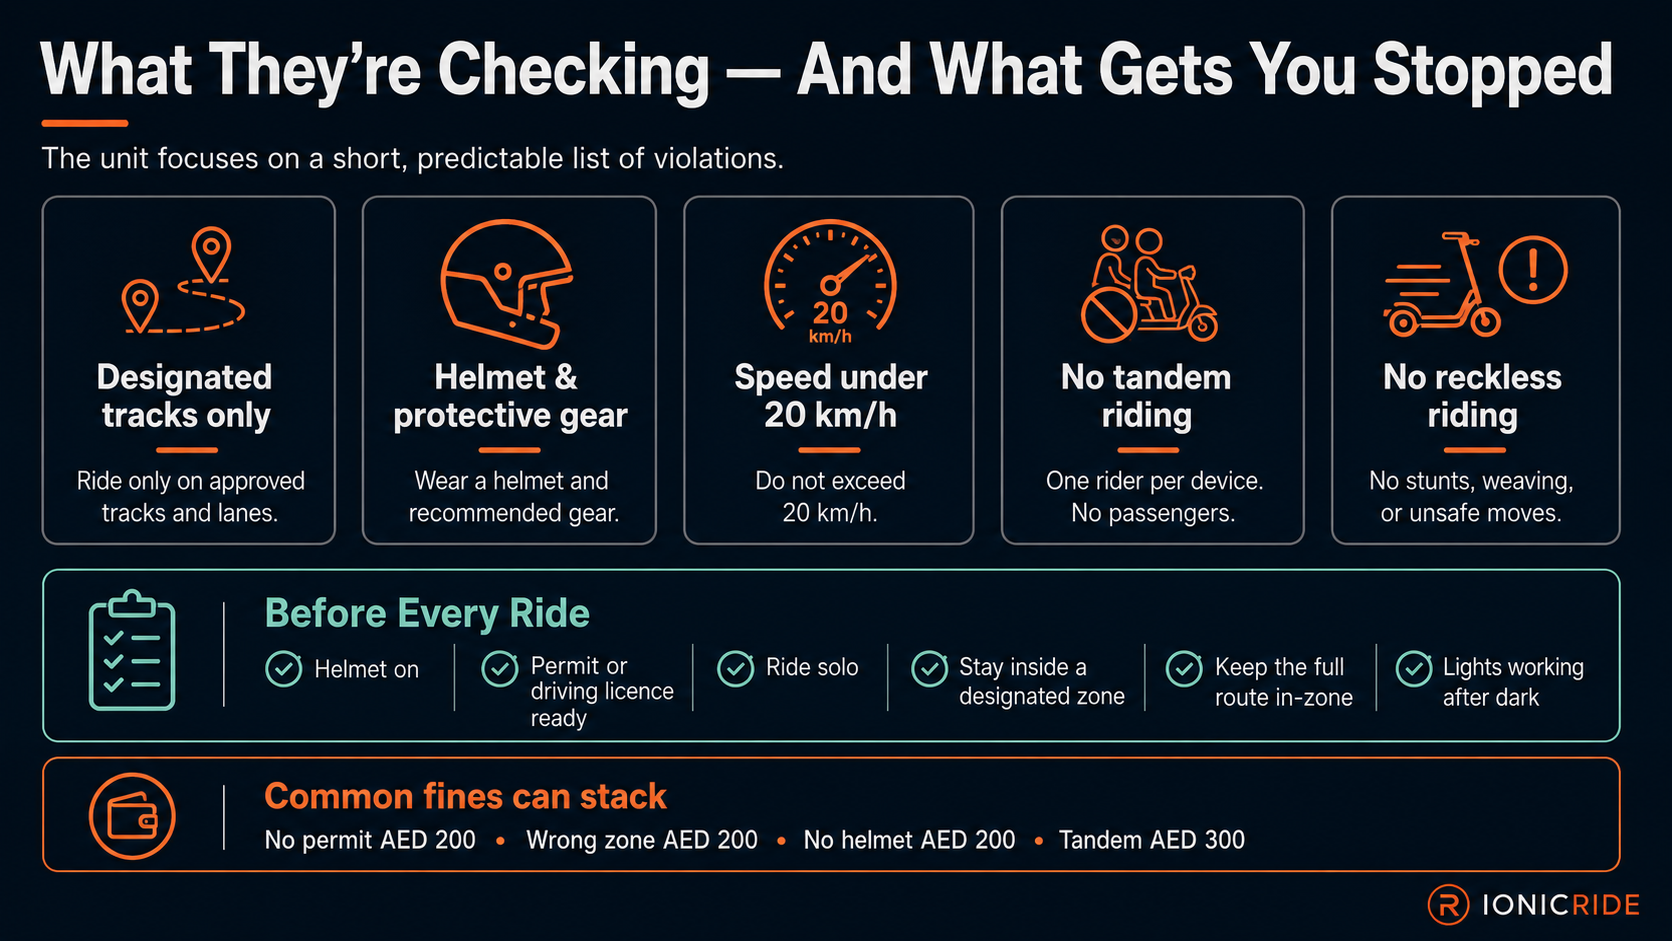 What They’re Checking — And What Gets You Stopped
The unit focuses on a short, predictable list of violations.
20
km/h
Designated
tracks only
Ride only on approved
tracks and lanes.
Helmet &
protective gear
Wear a helmet and
recommended gear.
Speed under
20 km/h
Do not exceed
20 km/h.
No tandem
riding
One rider per device.
No passengers.
No reckless
riding
No stunts, weaving,
or unsafe moves.
Before Every Ride
Helmet on
Permit or
driving licence
ready
Ride solo
Stay inside a
designated zone
Keep the full
route in-zone
Lights working
after dark
Common fines can stack
No permit AED 200 • Wrong zone AED 200 • No helmet AED 200 • Tandem AED 300
R IONICRIDE